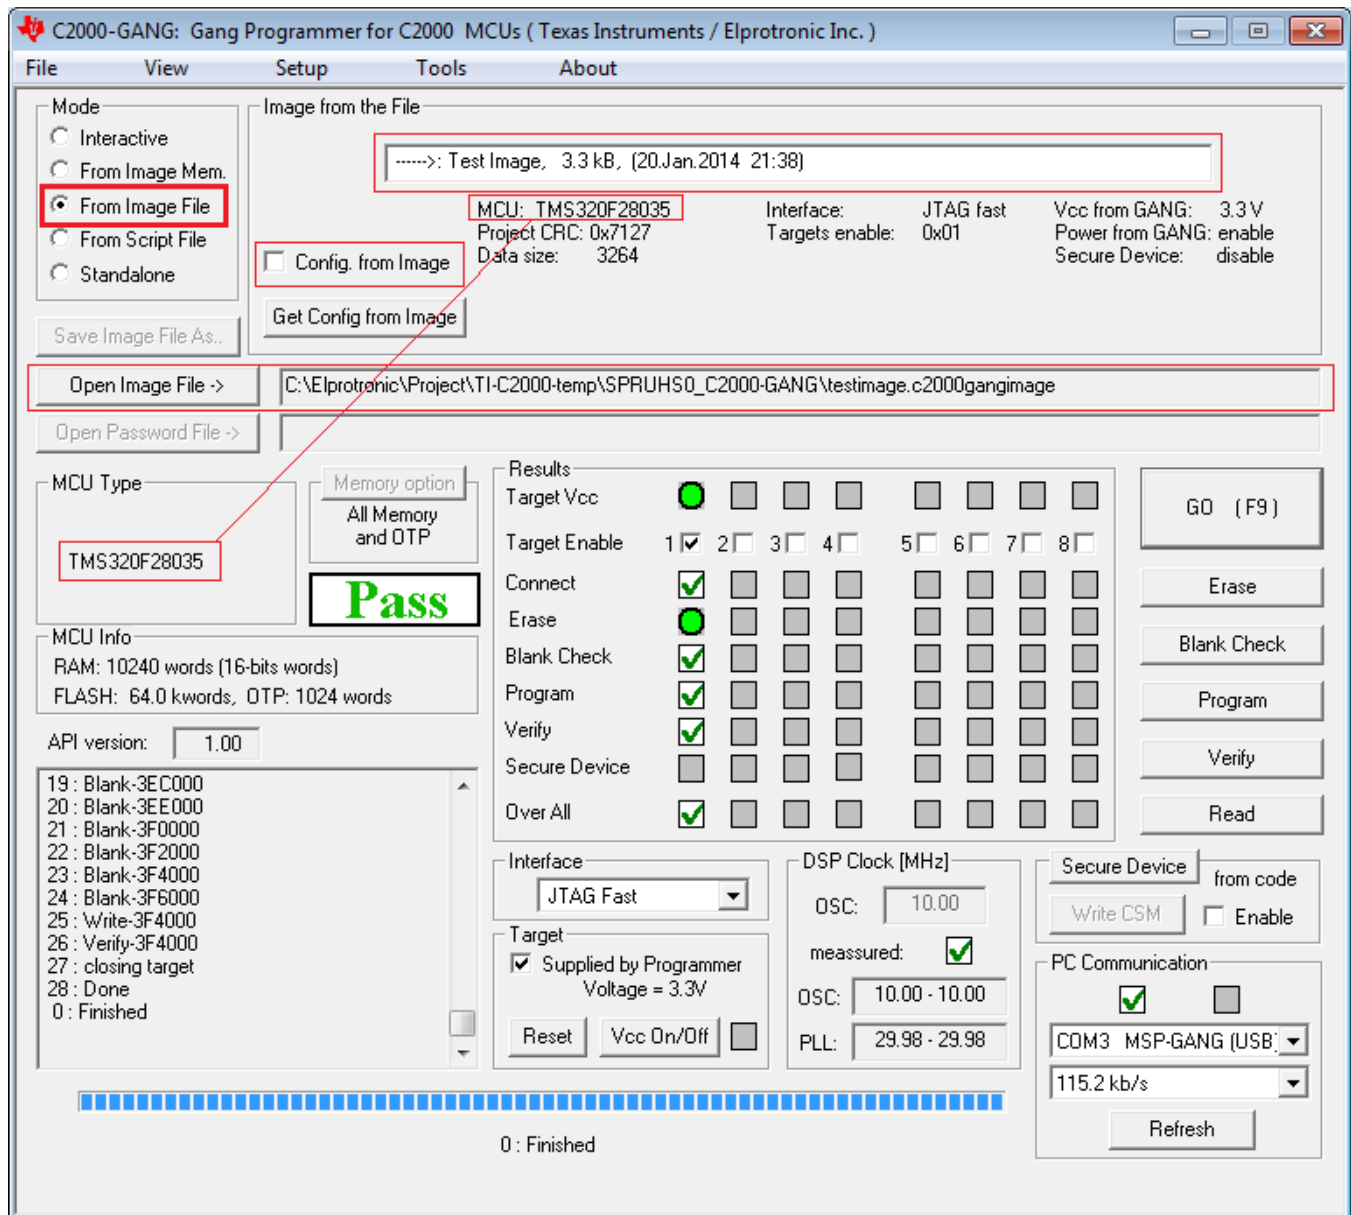 C2000-GANG: Gang Programmer for C2000 MCUs ( Texas Instruments / Elprotronic Inc. )
File View Setup Tools About
Mode
Interactive
From Image Mem.
From Image File
From Script File
Standalone
Save Image File As..
Image from the File
------>: Test Image, 3.3 kB, (20.Jan.2014 21:38)
MCU: TMS320F28035
Project CRC: 0x7127
Data size: 3264
Interface: JTAG fast
Targets enable: 0x01
Vcc from GANG: 3.3 V
Power from GANG: enable
Secure Device: disable
Config. from Image
Get Config from Image
Open Image File -> C:\Elprotronic\Project\TI-C2000-temp\SPRUHS0_C2000-GANG\testimage.c2000gangimage
Open Password File ->
MCU Type
TMS320F28035
Memory option
All Memory
and OTP
Pass
MCU Info
RAM: 10240 words (16-bits words)
FLASH: 64.0 kwords, OTP: 1024 words
API version: 1.00
19 : Blank-3EC000
20 : Blank-3EE000
21 : Blank-3F0000
22 : Blank-3F2000
23 : Blank-3F4000
24 : Blank-3F6000
25 : Write-3F4000
26 : Verify-3F4000
27 : closing target
28 : Done
0 : Finished
Results
Target Vcc
Target Enable 1 2 3 4 5 6 7 8
Connect
Erase
Blank Check
Program
Verify
Secure Device
Over All
GO (F9)
Erase
Blank Check
Program
Verify
Read
Interface
JTAG Fast
Target
Supplied by Programmer
Voltage = 3.3V
Reset Vcc On/Off
DSP Clock [MHz]
OSC: 10.00
meassured:
OSC: 10.00 - 10.00
PLL: 29.98 - 29.98
Secure Device from code
Write CSM Enable
PC Communication
COM3 MSP-GANG (USB)
115.2 kb/s
Refresh
0 : Finished